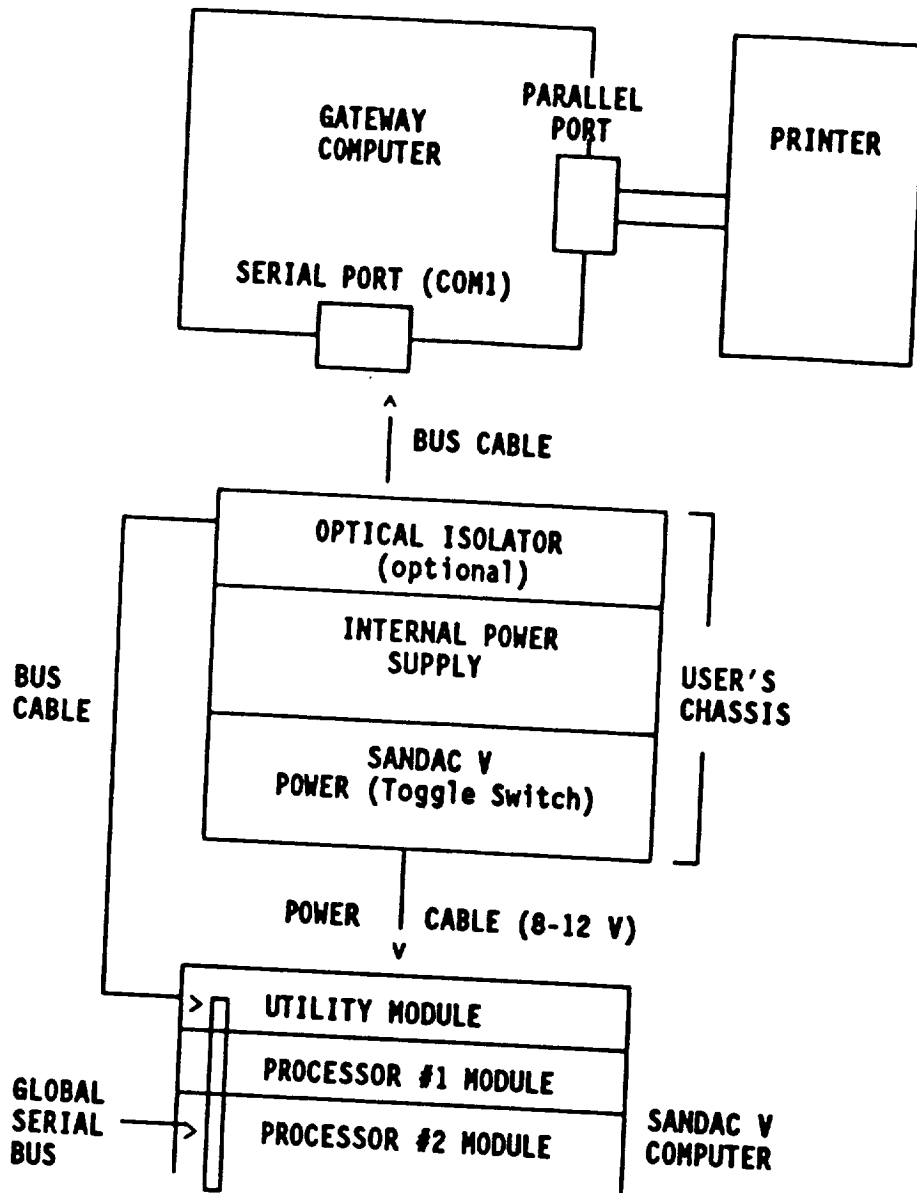 GATEWAY
COMPUTER
PARALLEL
PORT
PRINTER
SERIAL PORT (COM1)
BUS CABLE
OPTICAL ISOLATOR
(optional)
INTERNAL POWER
SUPPLY
BUS
CABLE
USER'S
CHASSIS
SANDAC V
POWER (Toggle Switch)
POWER CABLE (8-12 V)
UTILITY MODULE
PROCESSOR #1 MODULE
GLOBAL
SERIAL
BUS
PROCESSOR #2 MODULE
SANDAC V
COMPUTER